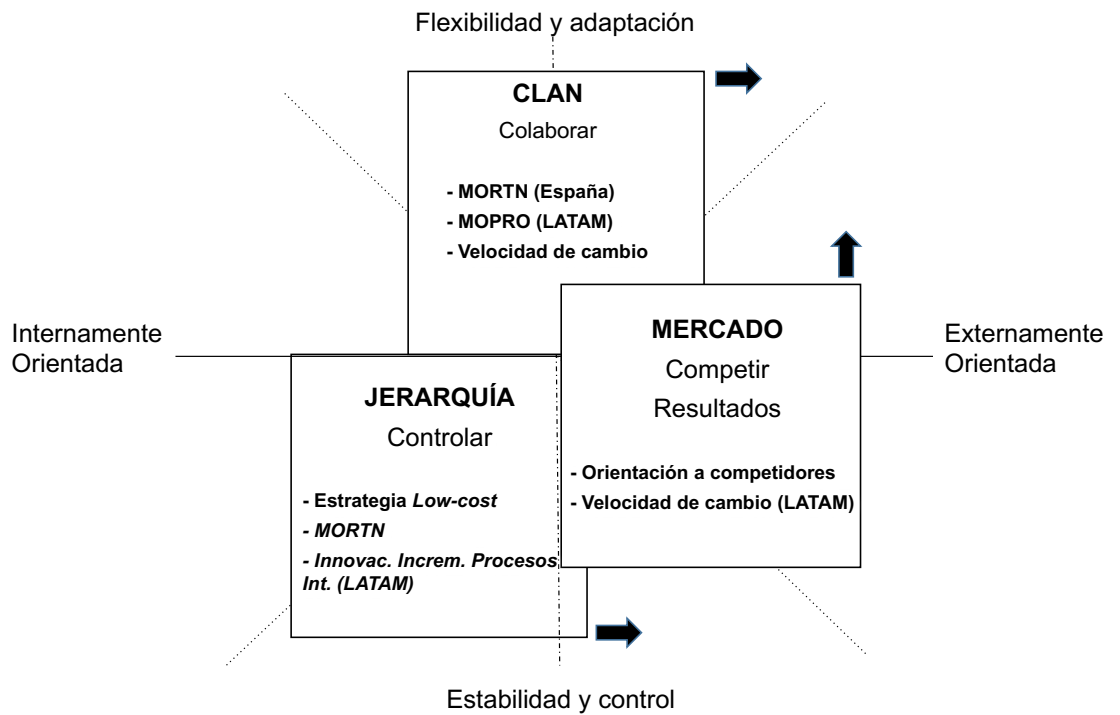 Flexibilidad y adaptación
CLAN
Colaborar
- MORTN (España)
- MOPRO (LATAM)
- Velocidad de cambio
Internamente
Orientada
MERCADO
Competir
Resultados
- Orientación a competidores
- Velocidad de cambio (LATAM)
Externamente
Orientada
JERARQUÍA
Controlar
- Estrategia Low-cost
- MORTN
- Innovac. Increm. Procesos
Int. (LATAM)
Estabilidad y control